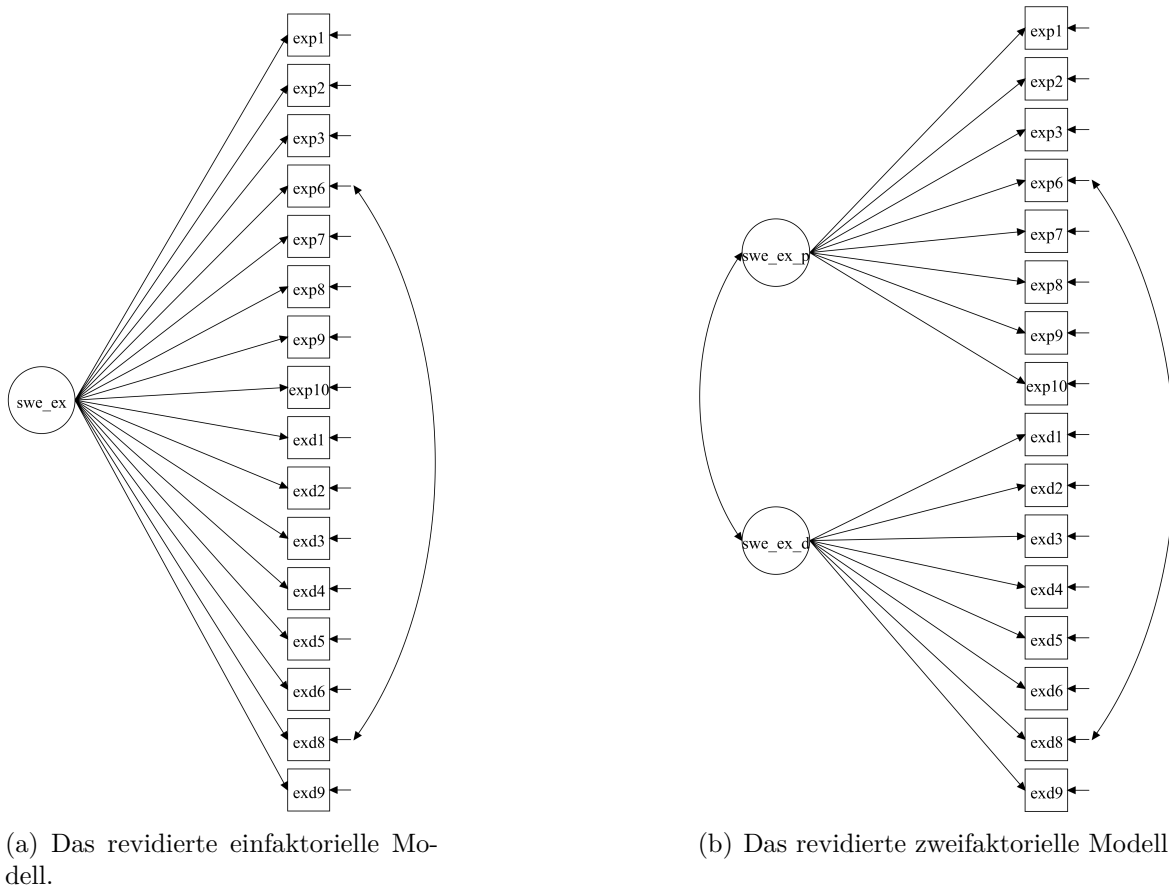 exp1
exp2
exp3
exp6
exp7
exp8
exp9
exp10
exd1
exd2
exd3
exd4
exd5
exd6
exd8
exd9
swe_ex
(a) Das revidierte einfaktorielle Mo-
dell.
exp1
exp2
exp3
exp6
exp7
exp8
exp9
exp10
exd1
exd2
exd3
exd4
exd5
exd6
exd8
exd9
swe_ex_p
swe_ex_d
(b) Das revidierte zweifaktorielle Modell